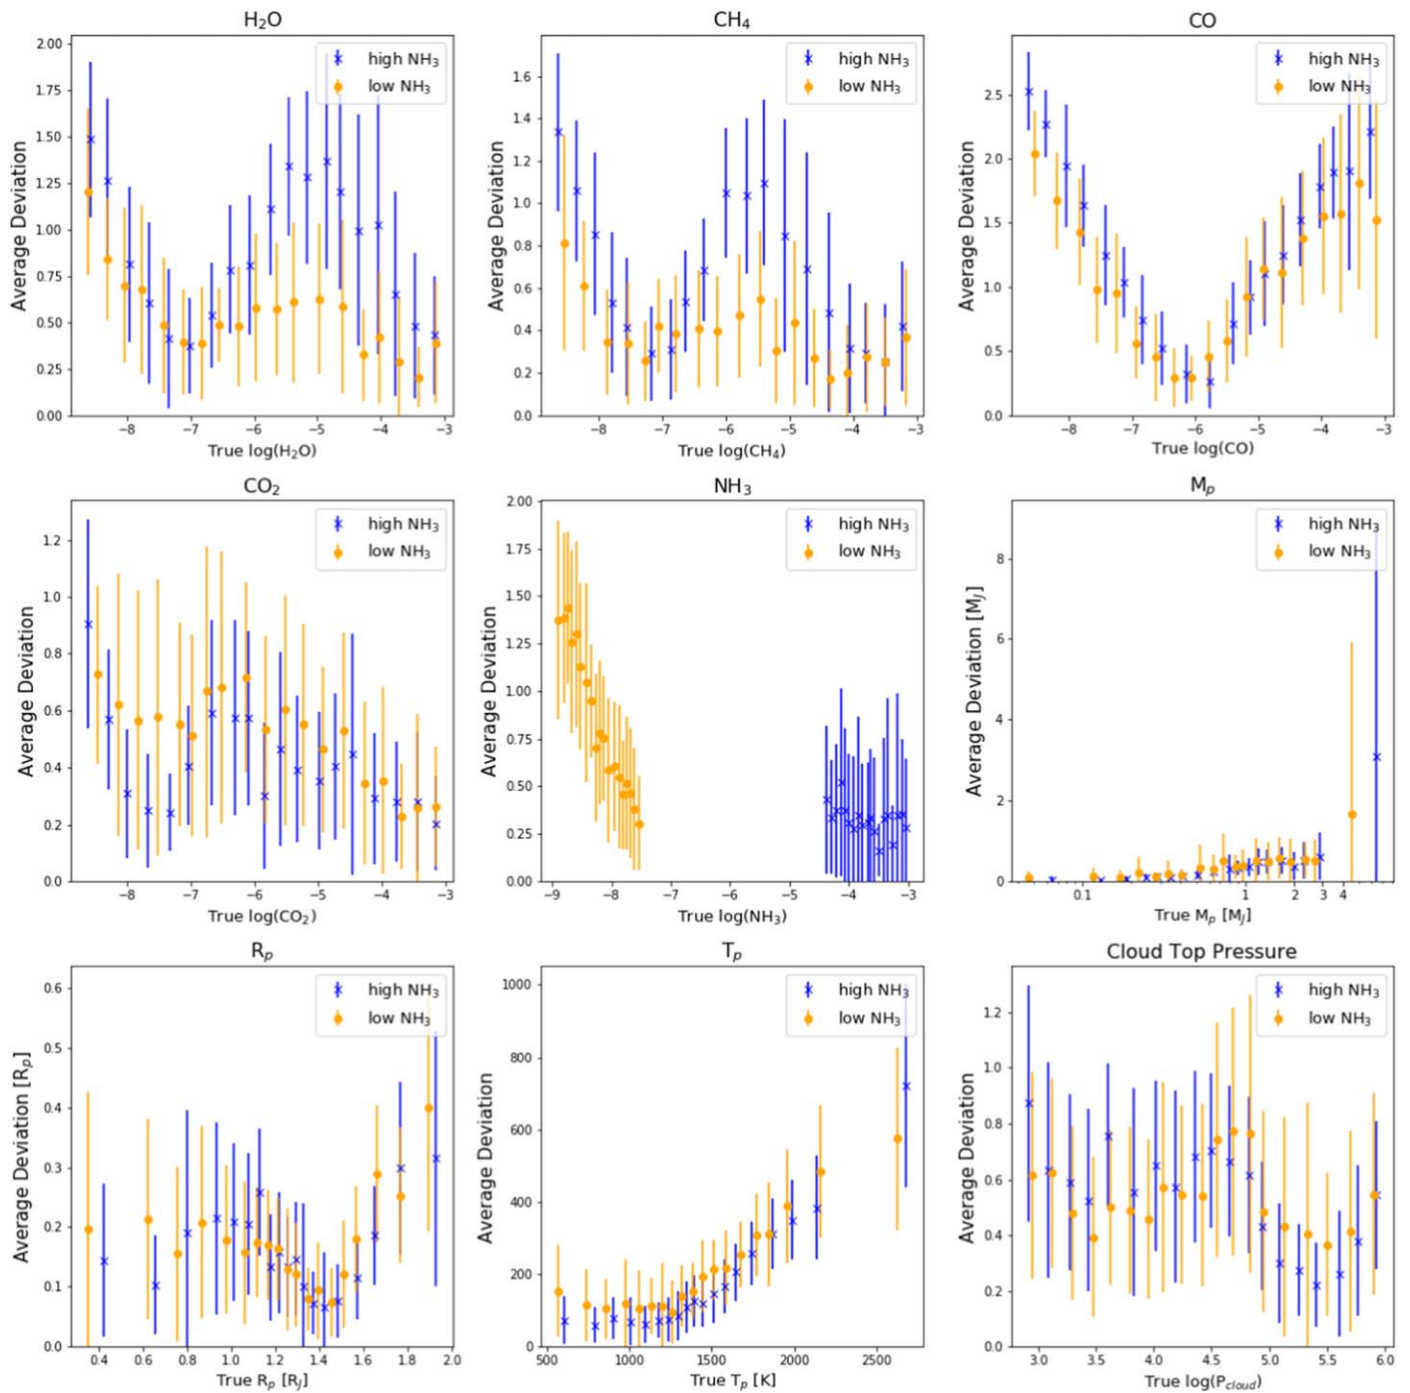 H₂O
high NH₃
low NH₃
Average Deviation
2.00
1.75
1.50
1.25
1.00
0.75
0.50
0.25
0.00
−8 −7 −6 −5 −4 −3
True log(H₂O)
CH₄
high NH₃
low NH₃
Average Deviation
1.6
1.4
1.2
1.0
0.8
0.6
0.4
0.2
0.0
−8 −7 −6 −5 −4 −3
True log(CH₄)
CO
high NH₃
low NH₃
Average Deviation
2.5
2.0
1.5
1.0
0.5
0.0
−8 −7 −6 −5 −4 −3
True log(CO)
CO₂
high NH₃
low NH₃
Average Deviation
1.2
1.0
0.8
0.6
0.4
0.2
0.0
−8 −7 −6 −5 −4 −3
True log(CO₂)
NH₃
high NH₃
low NH₃
Average Deviation
2.00
1.75
1.50
1.25
1.00
0.75
0.50
0.25
0.00
−9 −8 −7 −6 −5 −4 −3
True log(NH₃)
Mₚ
high NH₃
low NH₃
Average Deviation [M_J]
8
6
4
2
0
0.1 1 2 3 4
True Mₚ [M_J]
Rₚ
high NH₃
low NH₃
Average Deviation [Rₚ]
0.6
0.5
0.4
0.3
0.2
0.1
0.0
0.4 0.6 0.8 1.0 1.2 1.4 1.6 1.8 2.0
True Rₚ [R_J]
Tₚ
high NH₃
low NH₃
Average Deviation
1000
800
600
400
200
0
500 1000 1500 2000 2500
True Tₚ [K]
Cloud Top Pressure
high NH₃
low NH₃
Average Deviation
1.2
1.0
0.8
0.6
0.4
0.2
0.0
3.0 3.5 4.0 4.5 5.0 5.5 6.0
True log(P_cloud)